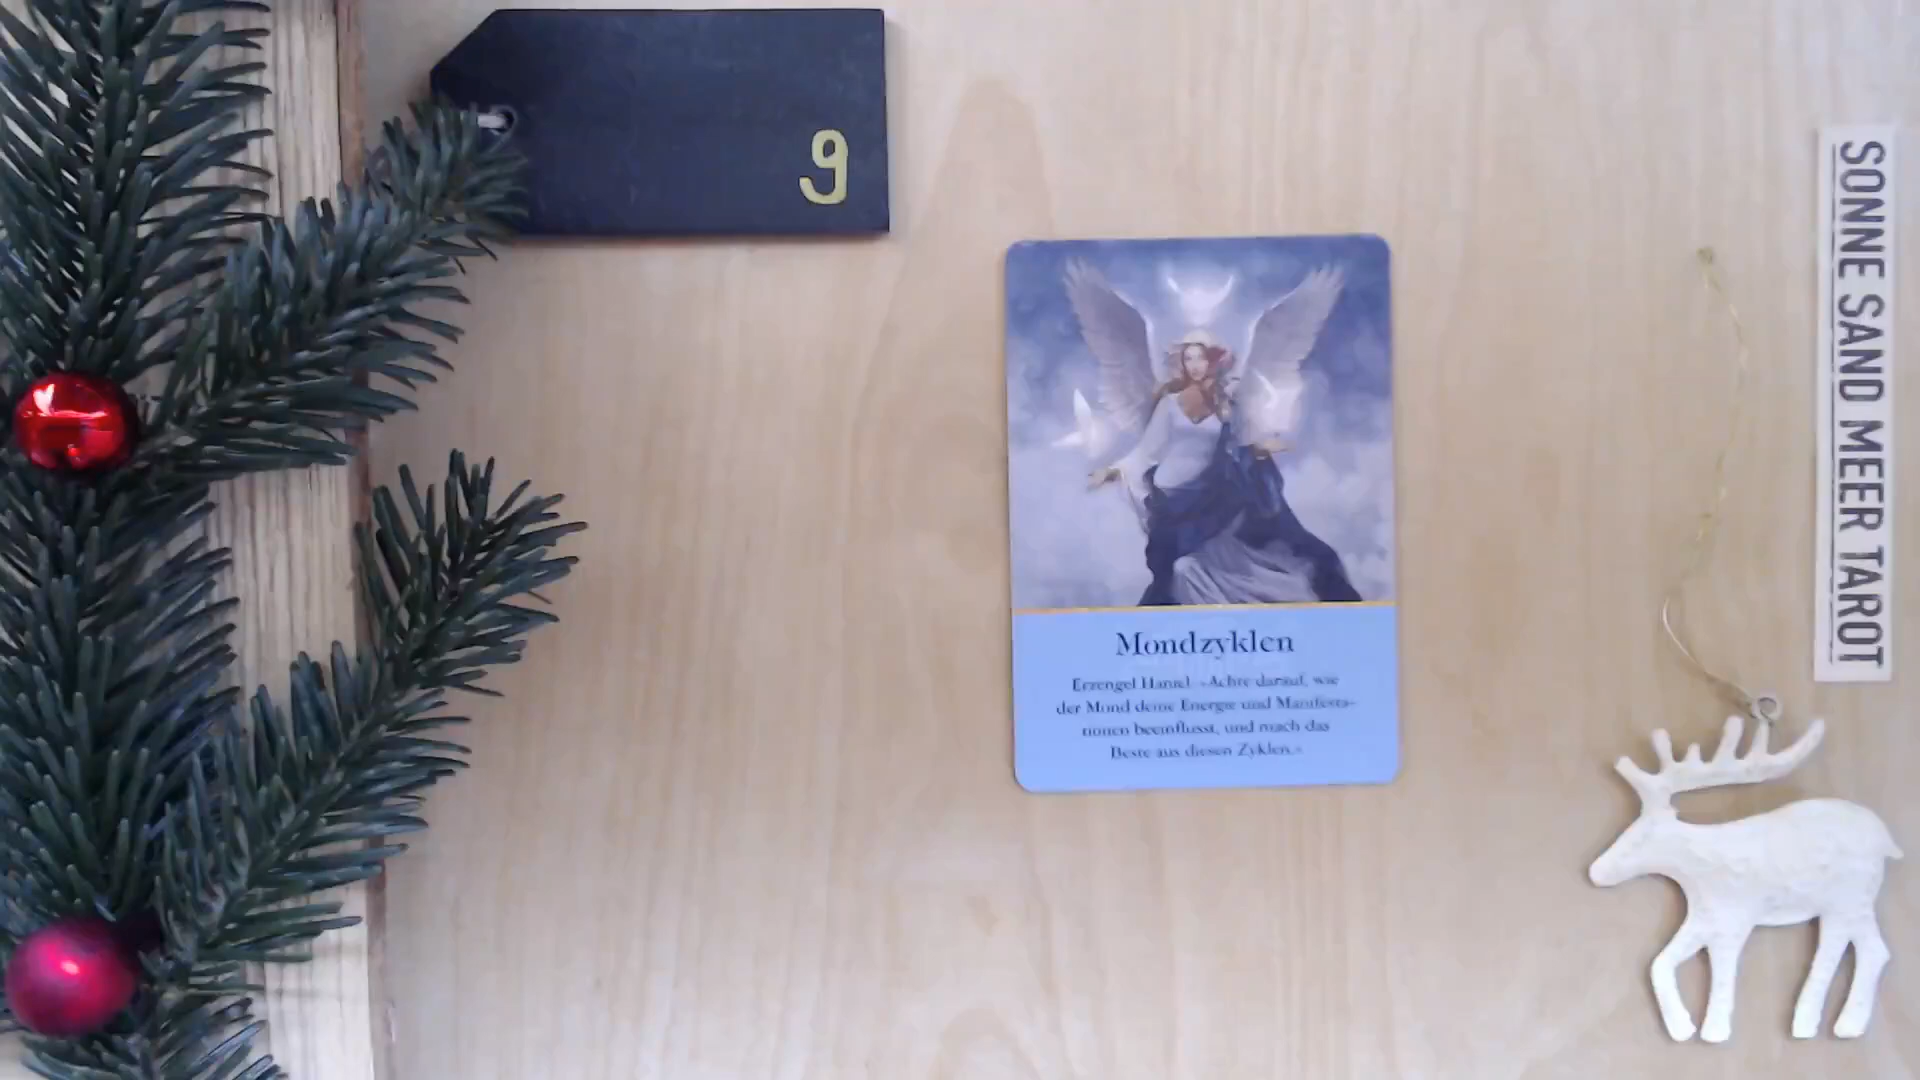 9
Mondzyklen
Erzengel Haniel: »Achte darauf, wie
der Mond deine Energie und Manifesta-
tionen beeinflusst, und mach das
Beste aus diesen Zyklen.«
SONNE SAND MEER TAROT